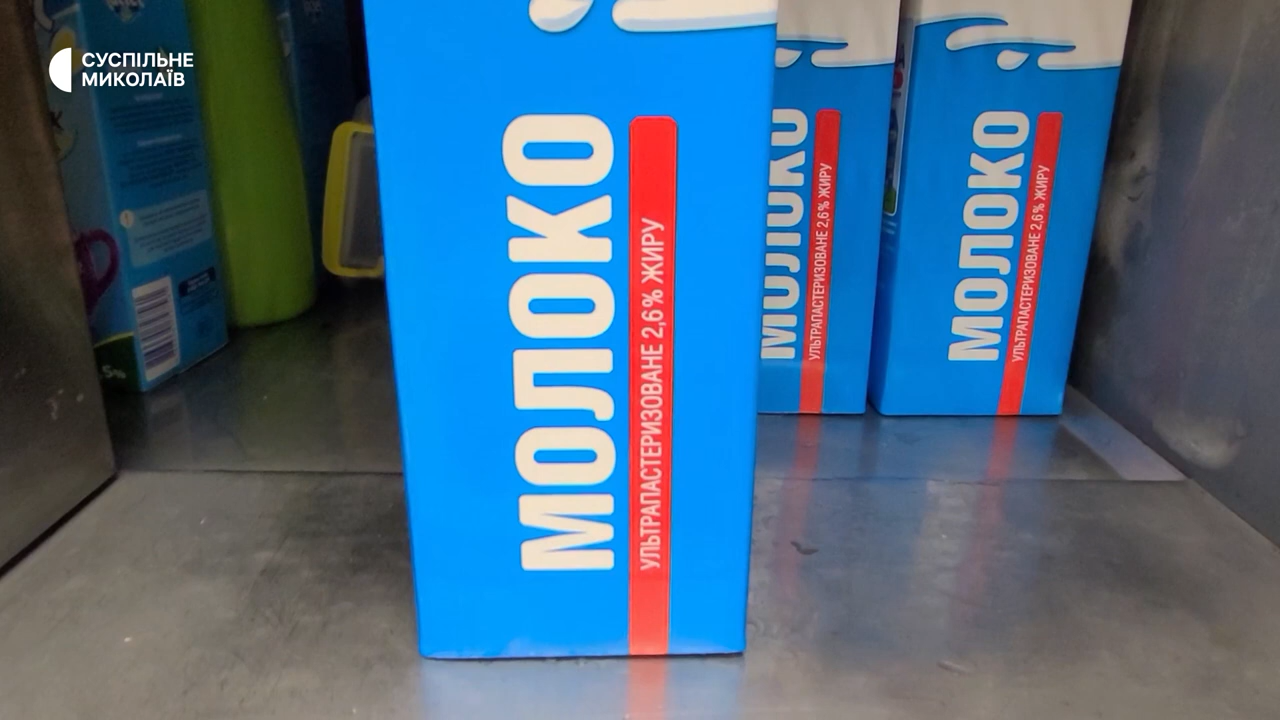 СУСПІЛЬНЕ
МИКОЛАЇВ
МОЛОКО
УЛЬТРАПАСТЕРИЗОВАНЕ 2,6% ЖИРУ
МОЛОКО
УЛЬТРАПАСТЕРИЗОВАНЕ 2,6% ЖИРУ
МОЛОКО
УЛЬТРАПАСТЕРИЗОВАНЕ 2,6% ЖИРУ